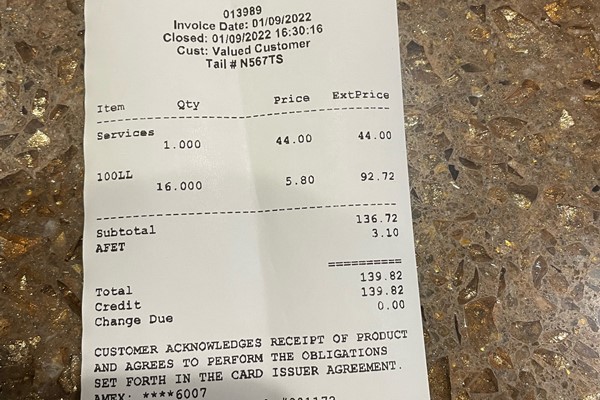 013989
Invoice Date: 01/09/2022
Closed: 01/09/2022 16:30:16
Cust: Valued Customer
Tail # N567TS
Item Qty Price ExtPrice
Services
1.000 44.00 44.00
100LL
16.000 5.80 92.72
Subtotal 136.72
AFET 3.10
Total 139.82
Credit 139.82
Change Due 0.00
CUSTOMER ACKNOWLEDGES RECEIPT OF PRODUCT
AND AGREES TO PERFORM THE OBLIGATIONS
SET FORTH IN THE CARD ISSUER AGREEMENT.
AMEX: ****6007